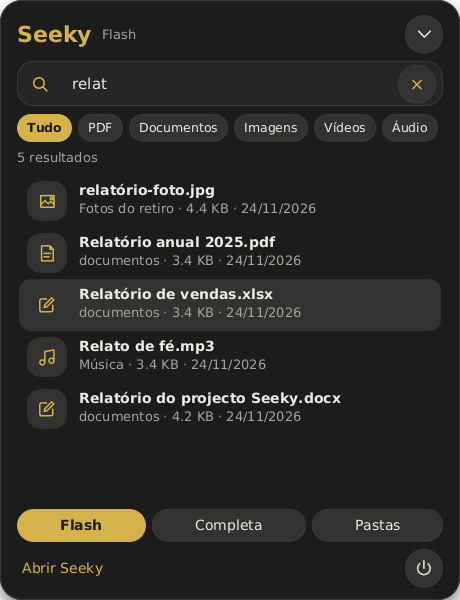 Seeky Flash
relat
Tudo PDF Documentos Imagens Vídeos Áudio
5 resultados
relatório-foto.jpg
Fotos do retiro · 4.4 KB · 24/11/2026
Relatório anual 2025.pdf
documentos · 3.4 KB · 24/11/2026
Relatório de vendas.xlsx
documentos · 3.4 KB · 24/11/2026
Relato de fé.mp3
Música · 3.4 KB · 24/11/2026
Relatório do projecto Seeky.docx
documentos · 4.2 KB · 24/11/2026
Flash Completa Pastas
Abrir Seeky